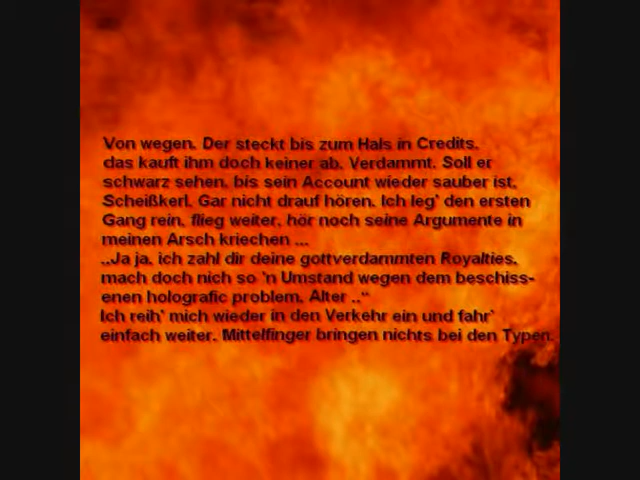 Von wegen. Der steckt bis zum Hals in Credits,
das kauft ihm doch keiner ab. Verdammt. Soll er
schwarz sehen, bis sein Account wieder sauber ist,
Scheißkerl. Gar nicht drauf hören. Ich leg' den ersten
Gang rein, flieg weiter, hör noch seine Argumente in
meinen Arsch kriechen ...
„Ja ja, ich zahl dir deine gottverdammten Royalties,
mach doch nich so 'n Umstand wegen dem beschiss-
enen holografic problem, Alter .."
Ich reih' mich wieder in den Verkehr ein und fahr'
einfach weiter. Mittelfinger bringen nichts bei den Typen.